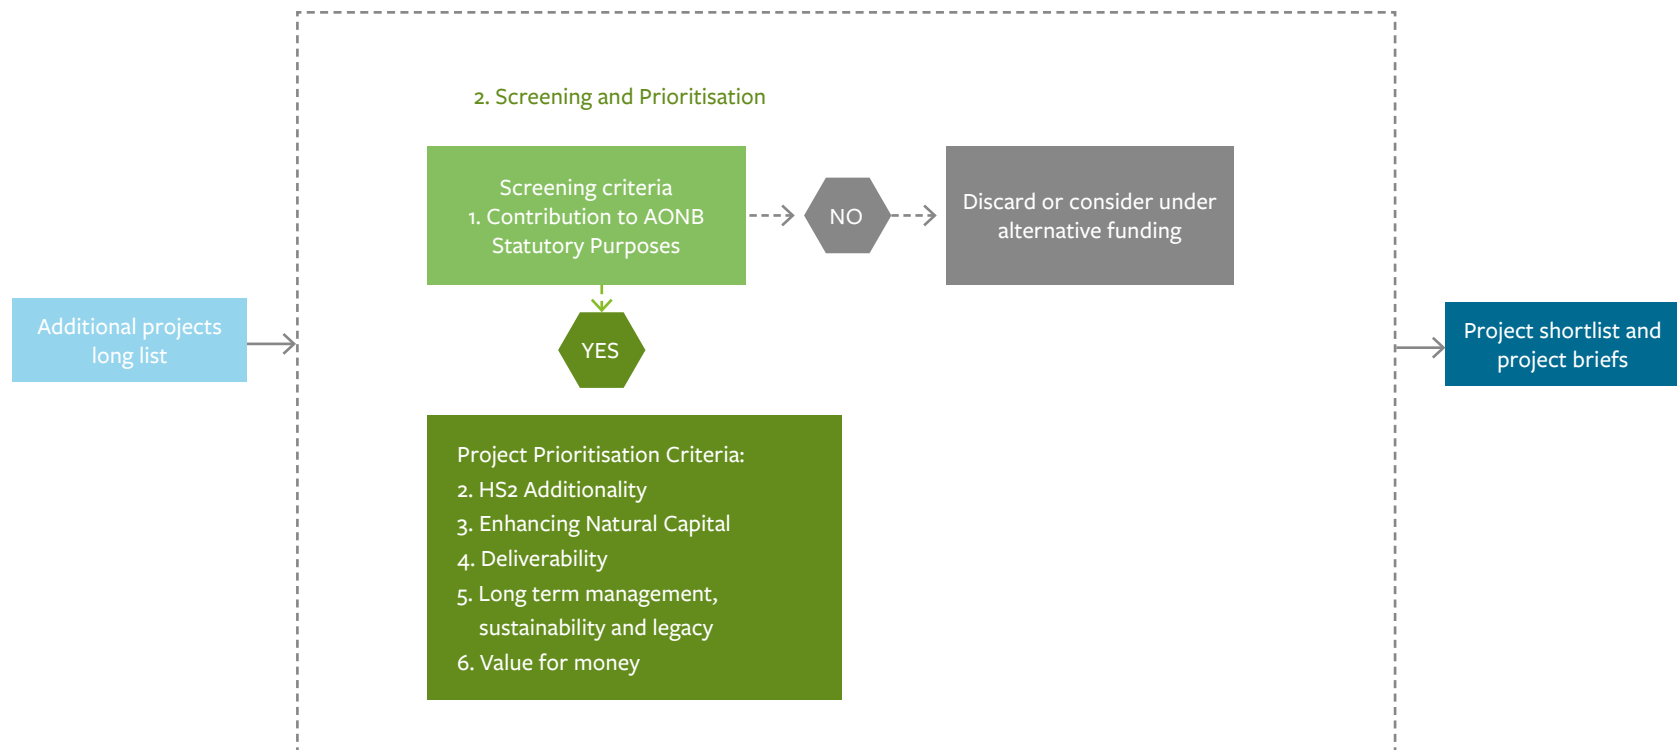 2. Screening and Prioritisation
Screening criteria
1. Contribution to AONB
Statutory Purposes
NO
Discard or consider under
alternative funding
Additional projects
long list
YES
Project shortlist and
project briefs
Project Prioritisation Criteria:
2. HS2 Additionality
3. Enhancing Natural Capital
4. Deliverability
5. Long term management,
sustainability and legacy
6. Value for money